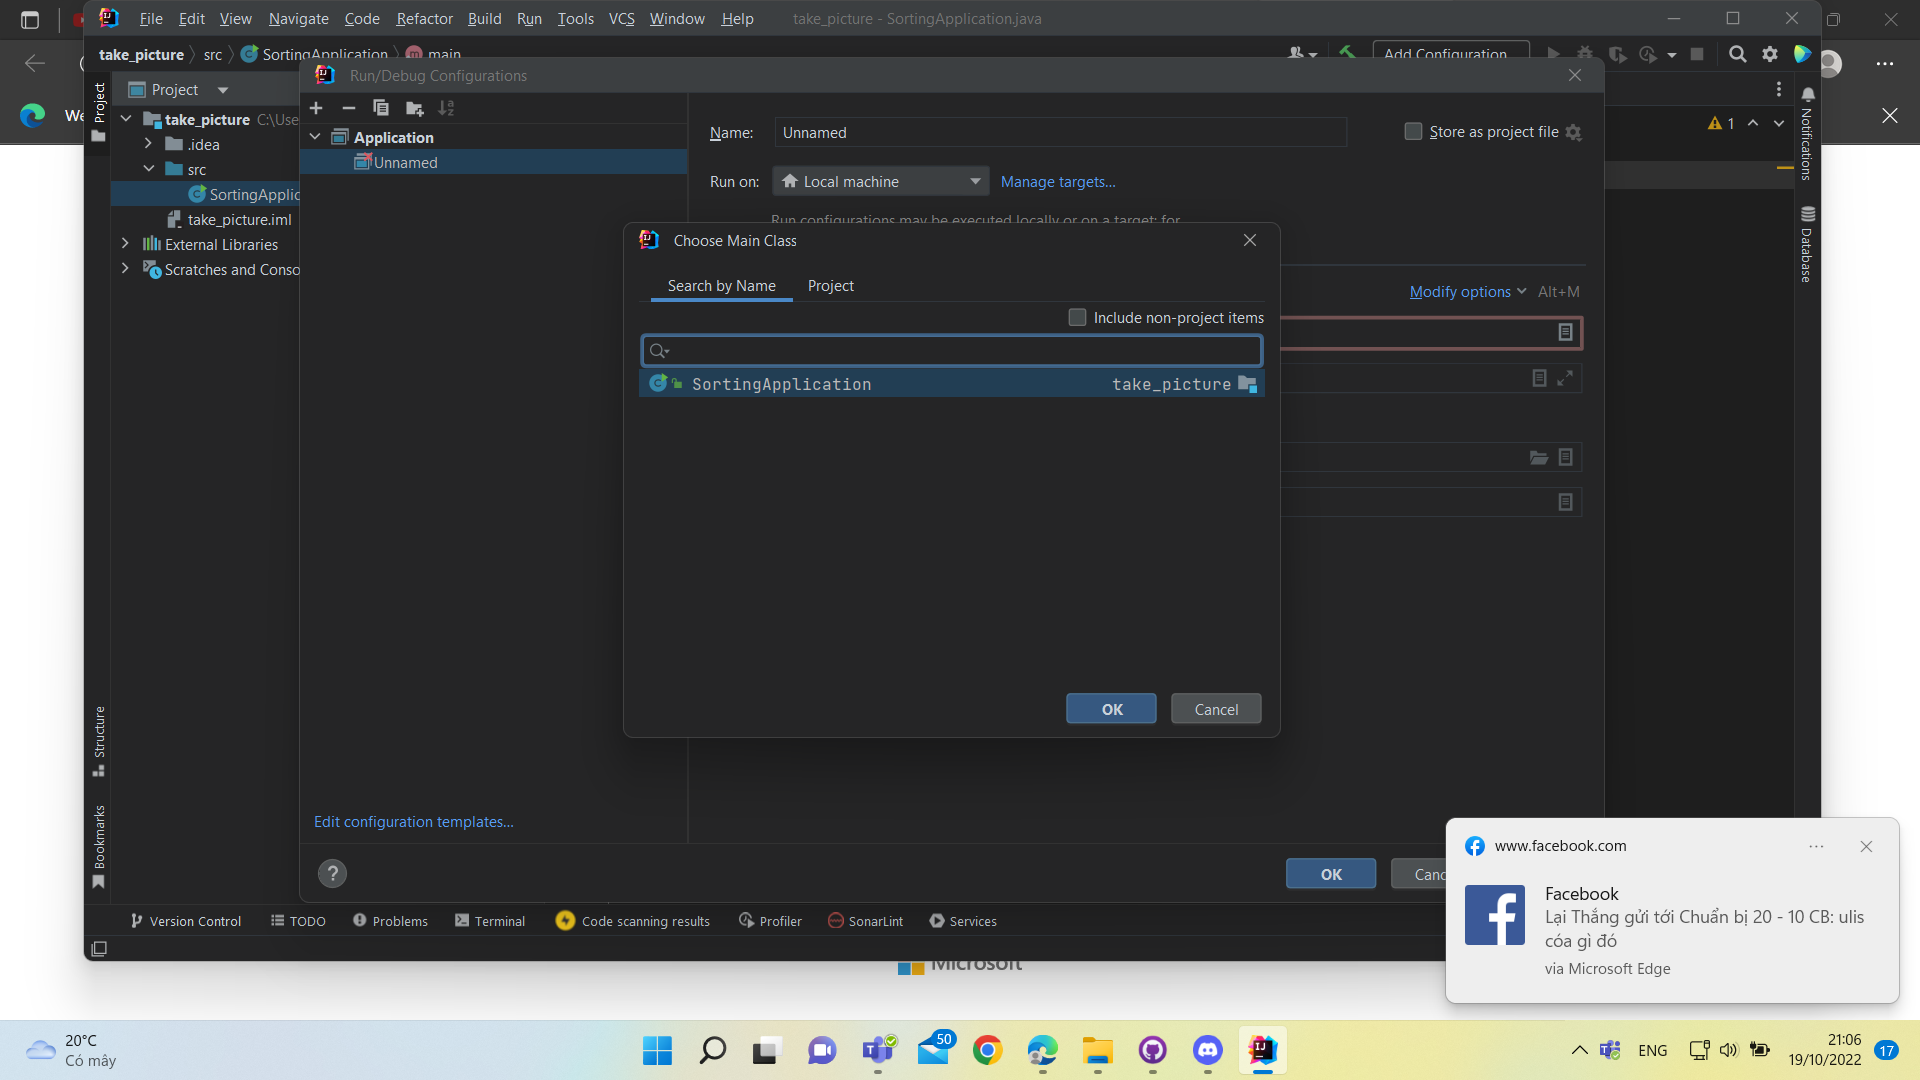 File Edit View Navigate Code Refactor Build Run Tools VCS Window Help take_picture - SortingApplication.java
take_picture src SortingApplication main Add Configuration...
Run/Debug Configurations
Project
Project
take_picture C:\Use
.idea
src
SortingApplic
take_picture.iml
External Libraries
Scratches and Conso
We
Application
Unnamed
Name: Unnamed
Store as project file
Run on: Local machine Manage targets...
Run configurations may be executed locally or on a target: for
Modify options Alt+M
1
Notifications
Database
Choose Main Class
Search by Name Project
Include non-project items
SortingApplication take_picture
OK Cancel
Structure
Bookmarks
Edit configuration templates...
?
OK Canc
Version Control TODO Problems Terminal Code scanning results Profiler SonarLint Services
Microsoft
www.facebook.com
Facebook
Lại Thắng gửi tới Chuẩn bị 20 - 10 CB: ulis
cóa gì đó
via Microsoft Edge
20°C
Có mây
50
ENG
21:06
19/10/2022
17